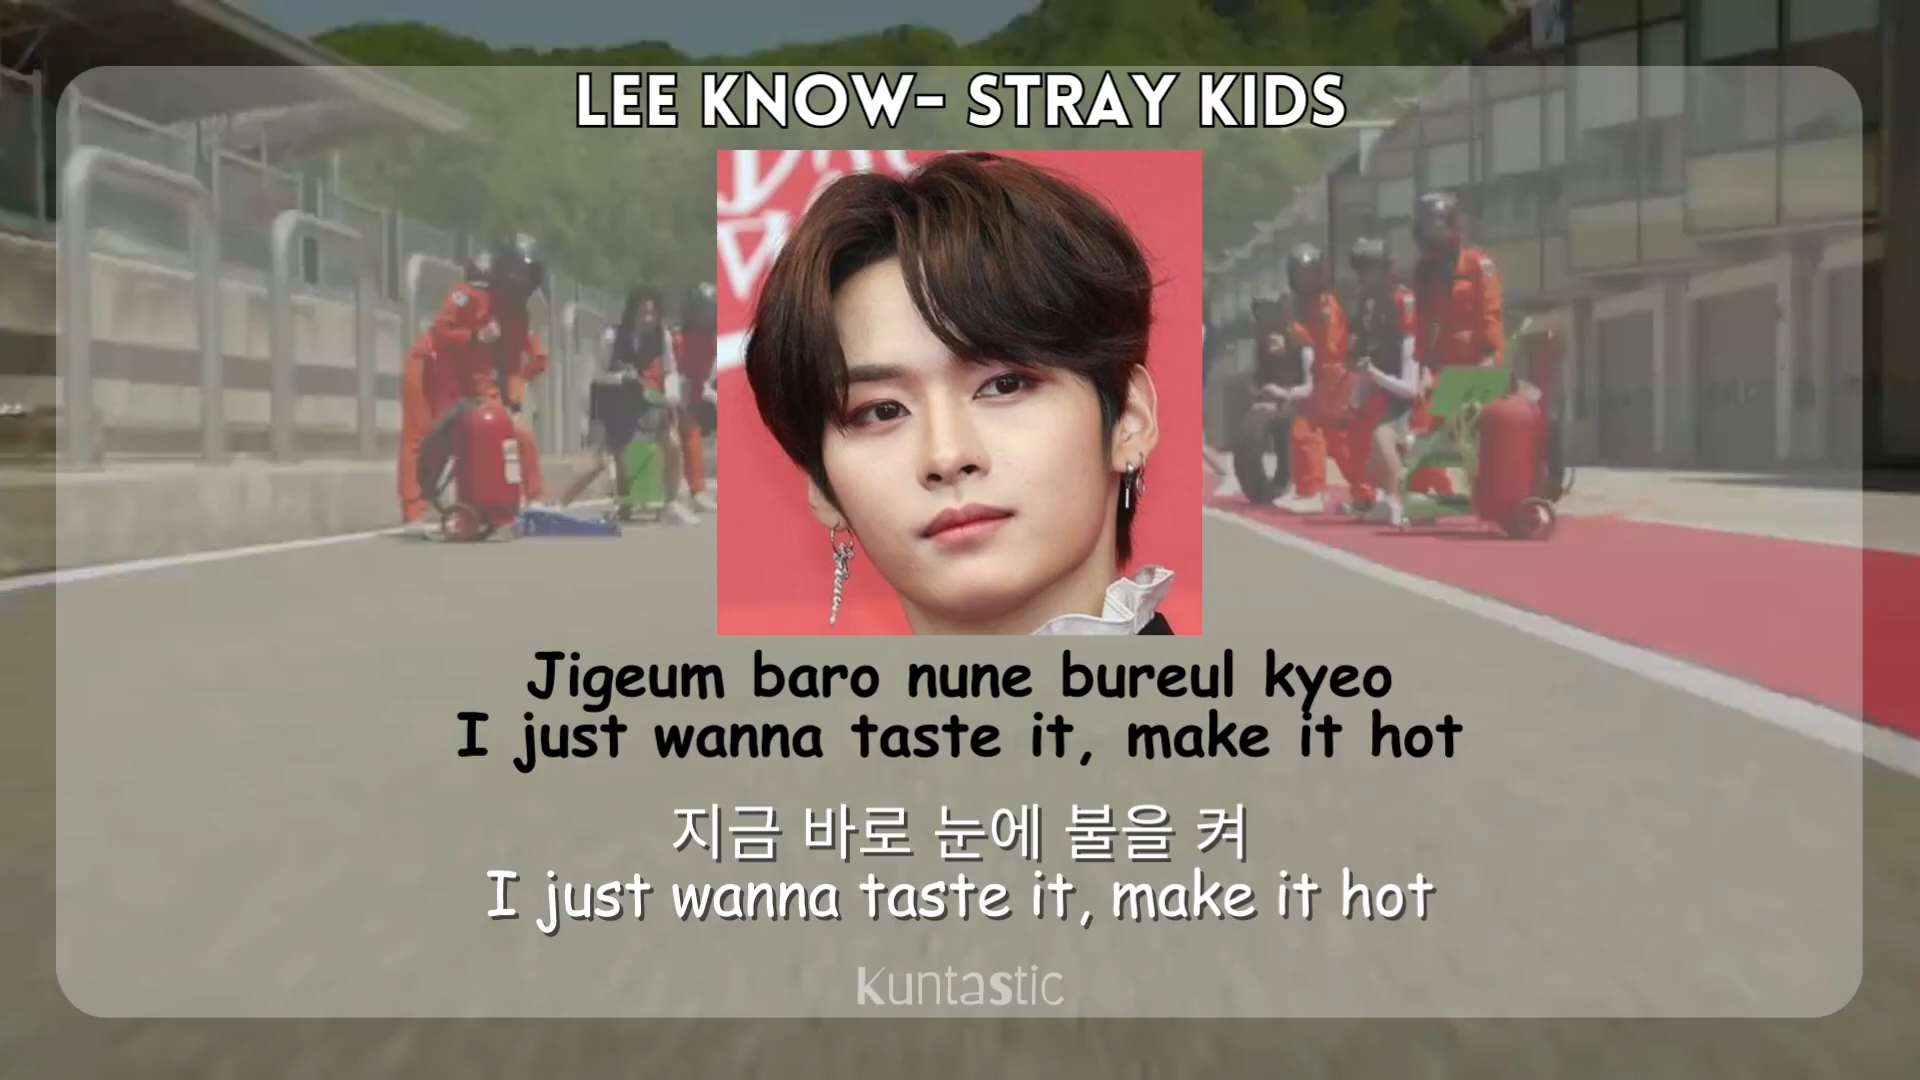 LEE KNOW- STRAY KIDS
Jigeum baro nune bureul kyeo
I just wanna taste it, make it hot
지금 바로 눈에 불을 켜
I just wanna taste it, make it hot
Kuntastic